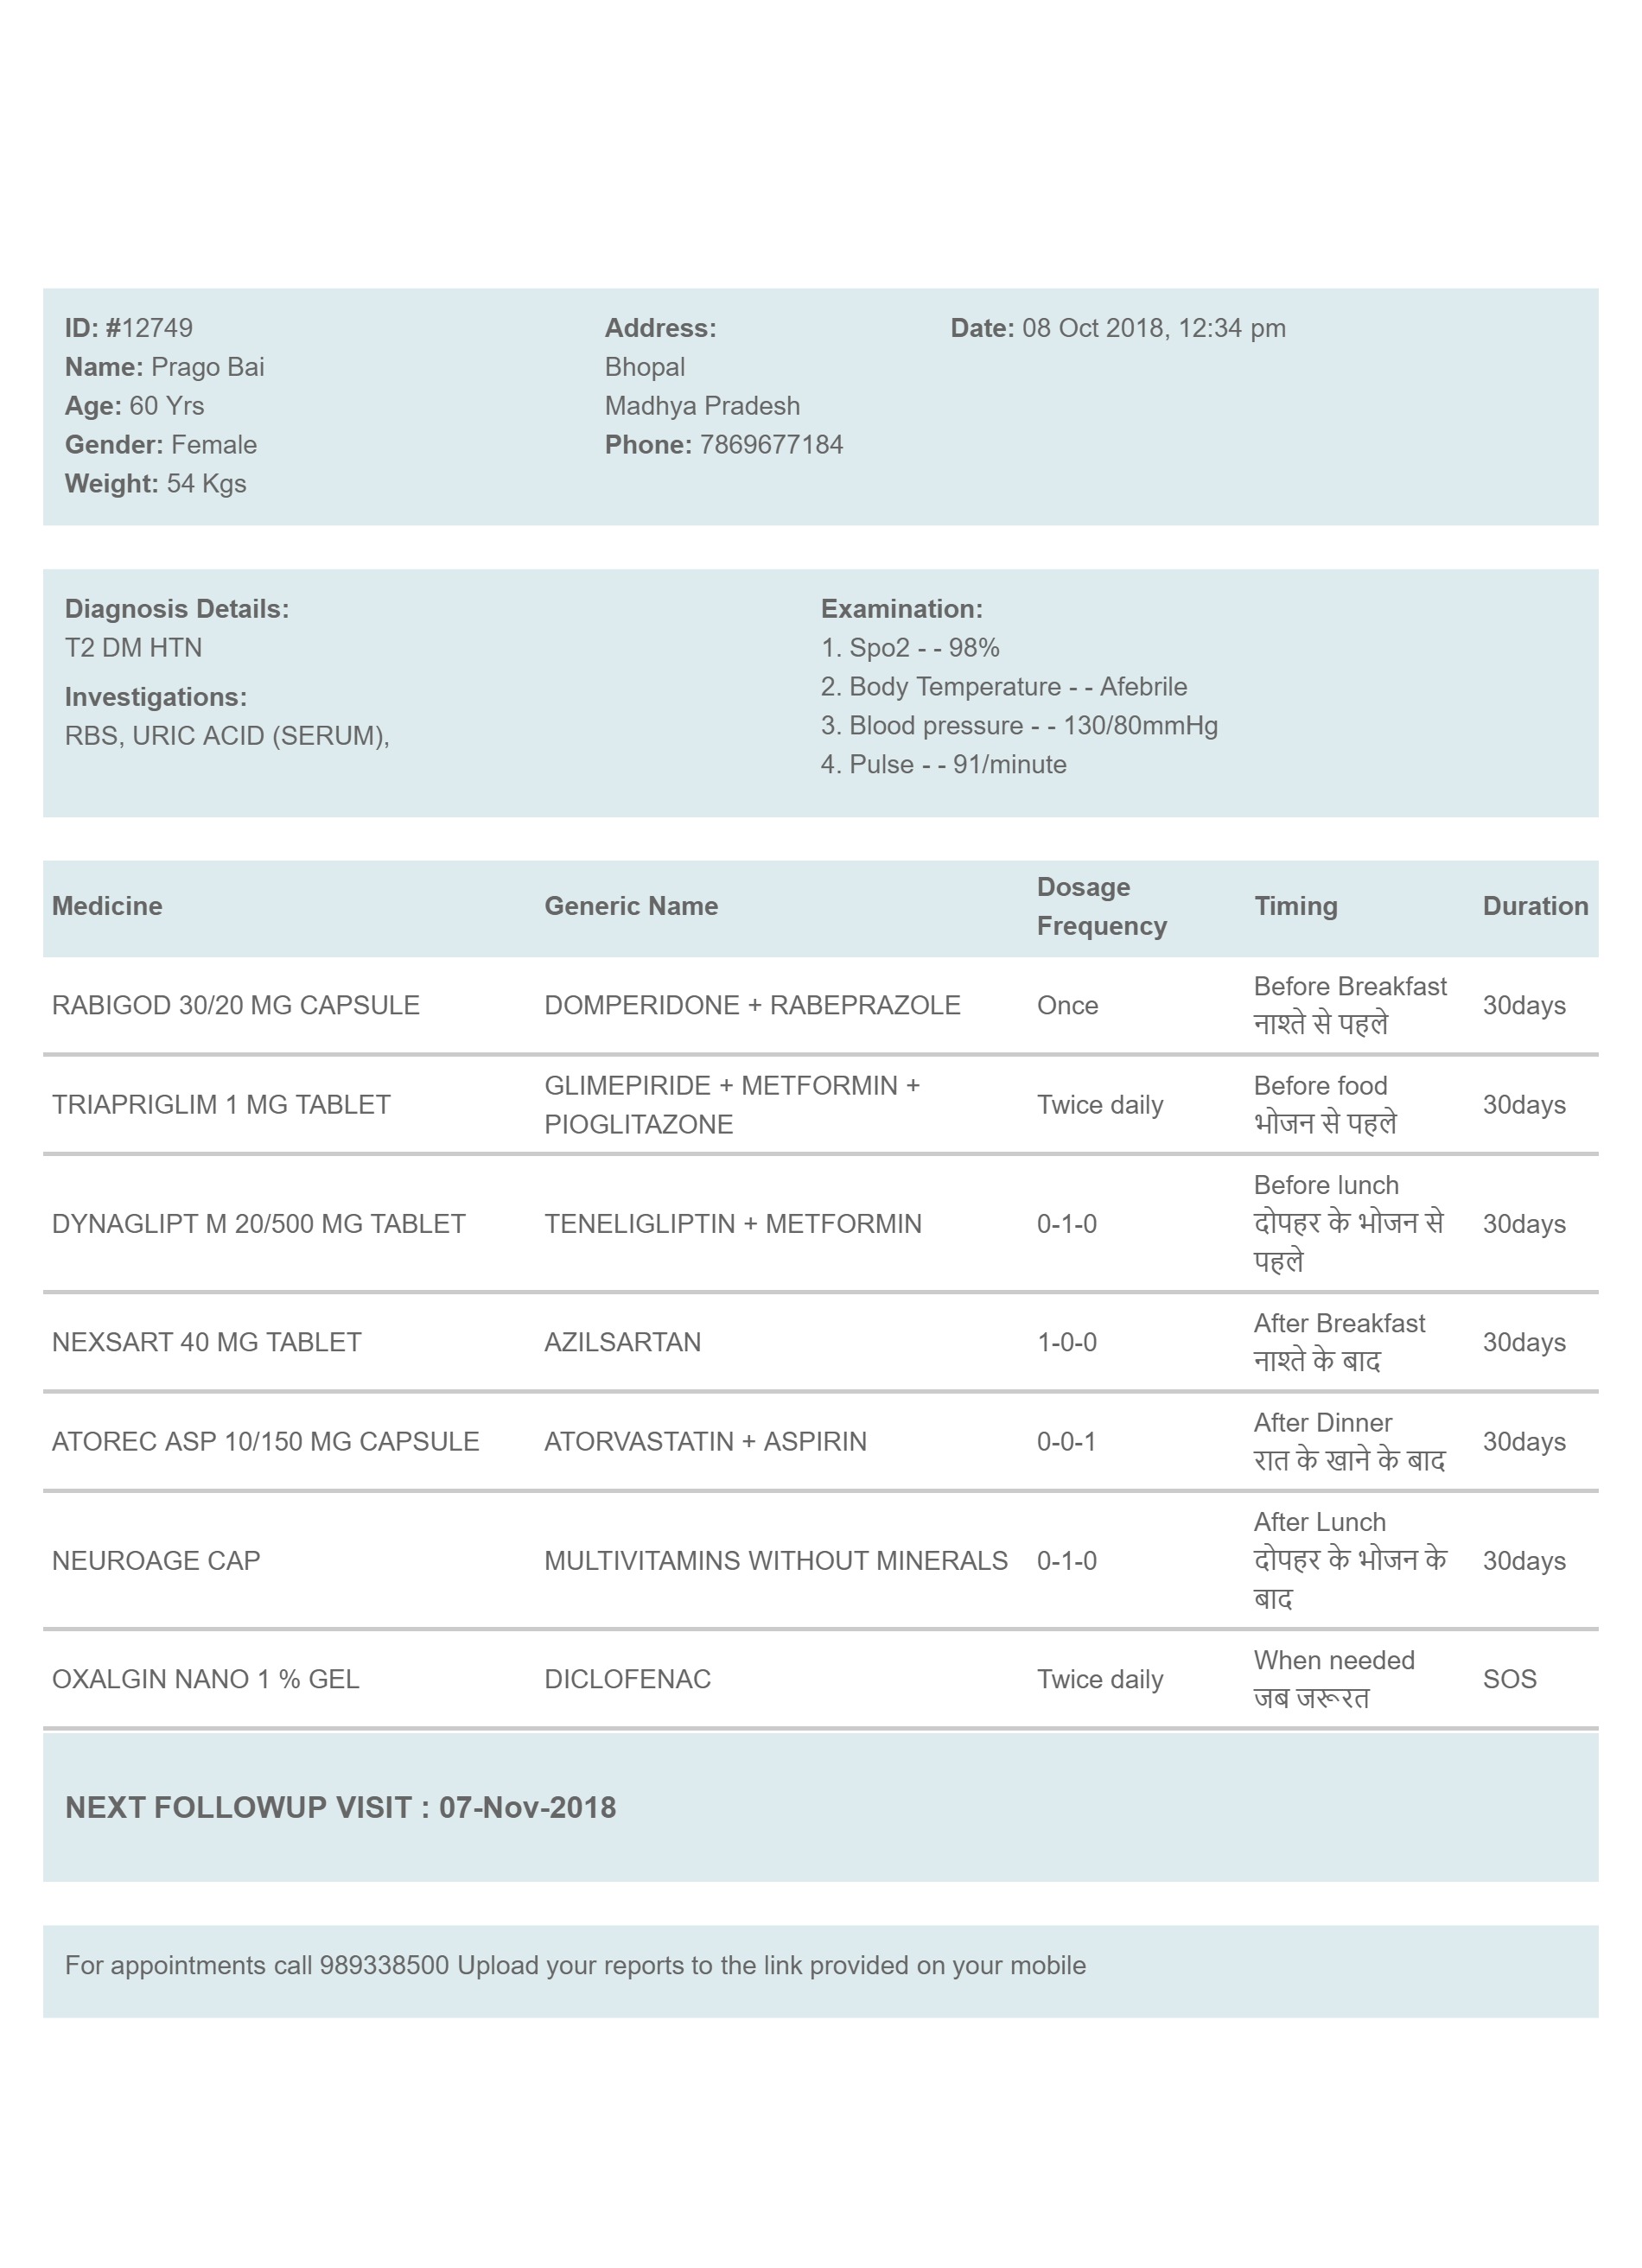 ID: #12749
Name: Prago Bai
Age: 60 Yrs
Gender: Female
Weight: 54 Kgs
Address:
Bhopal
Madhya Pradesh
Phone: 7869677184
Date: 08 Oct 2018, 12:34 pm
Diagnosis Details:
T2 DM HTN
Investigations:
RBS, URIC ACID (SERUM),
Examination:
1. Spo2 - - 98%
2. Body Temperature - - Afebrile
3. Blood pressure - - 130/80mmHg
4. Pulse - - 91/minute
Medicine Generic Name Dosage Frequency Timing Duration
RABIGOD 30/20 MG CAPSULE DOMPERIDONE + RABEPRAZOLE Once Before Breakfast 30days
नाश्ते से पहले
TRIAPRIGLIM 1 MG TABLET GLIMEPIRIDE + METFORMIN + PIOGLITAZONE Twice daily Before food 30days
भोजन से पहले
DYNAGLIPT M 20/500 MG TABLET TENELIGLIPTIN + METFORMIN 0-1-0 Before lunch 30days
दोपहर के भोजन से
पहले
NEXSART 40 MG TABLET AZILSARTAN 1-0-0 After Breakfast 30days
नाश्ते के बाद
ATOREC ASP 10/150 MG CAPSULE ATORVASTATIN + ASPIRIN 0-0-1 After Dinner 30days
रात के खाने के बाद
NEUROAGE CAP MULTIVITAMINS WITHOUT MINERALS 0-1-0 After Lunch 30days
दोपहर के भोजन के
बाद
OXALGIN NANO 1 % GEL DICLOFENAC Twice daily When needed SOS
जब जरूरत
NEXT FOLLOWUP VISIT : 07-Nov-2018
For appointments call 989338500 Upload your reports to the link provided on your mobile